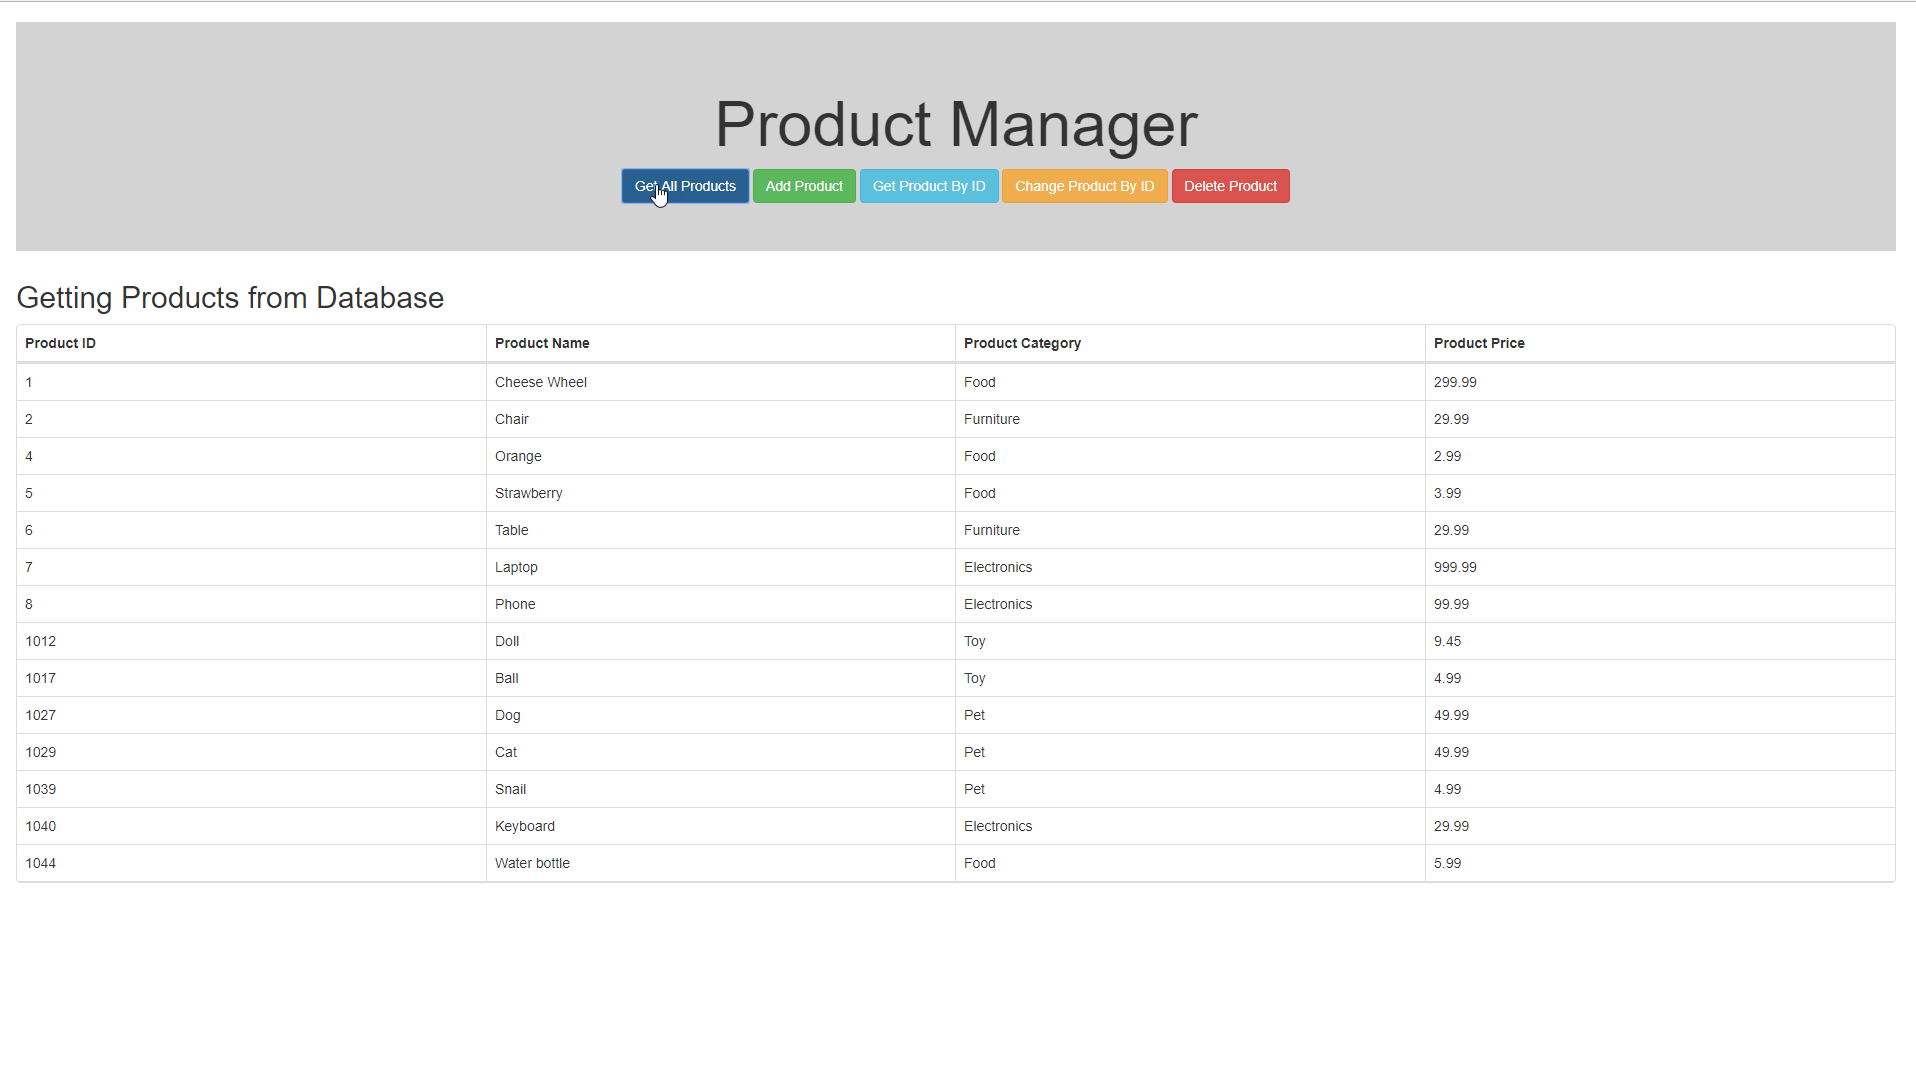 Product Manager
Get All Products Add Product Get Product By ID Change Product By ID Delete Product
Getting Products from Database
Product ID Product Name Product Category Product Price
1 Cheese Wheel Food 299.99
2 Chair Furniture 29.99
4 Orange Food 2.99
5 Strawberry Food 3.99
6 Table Furniture 29.99
7 Laptop Electronics 999.99
8 Phone Electronics 99.99
1012 Doll Toy 9.45
1017 Ball Toy 4.99
1027 Dog Pet 49.99
1029 Cat Pet 49.99
1039 Snail Pet 4.99
1040 Keyboard Electronics 29.99
1044 Water bottle Food 5.99